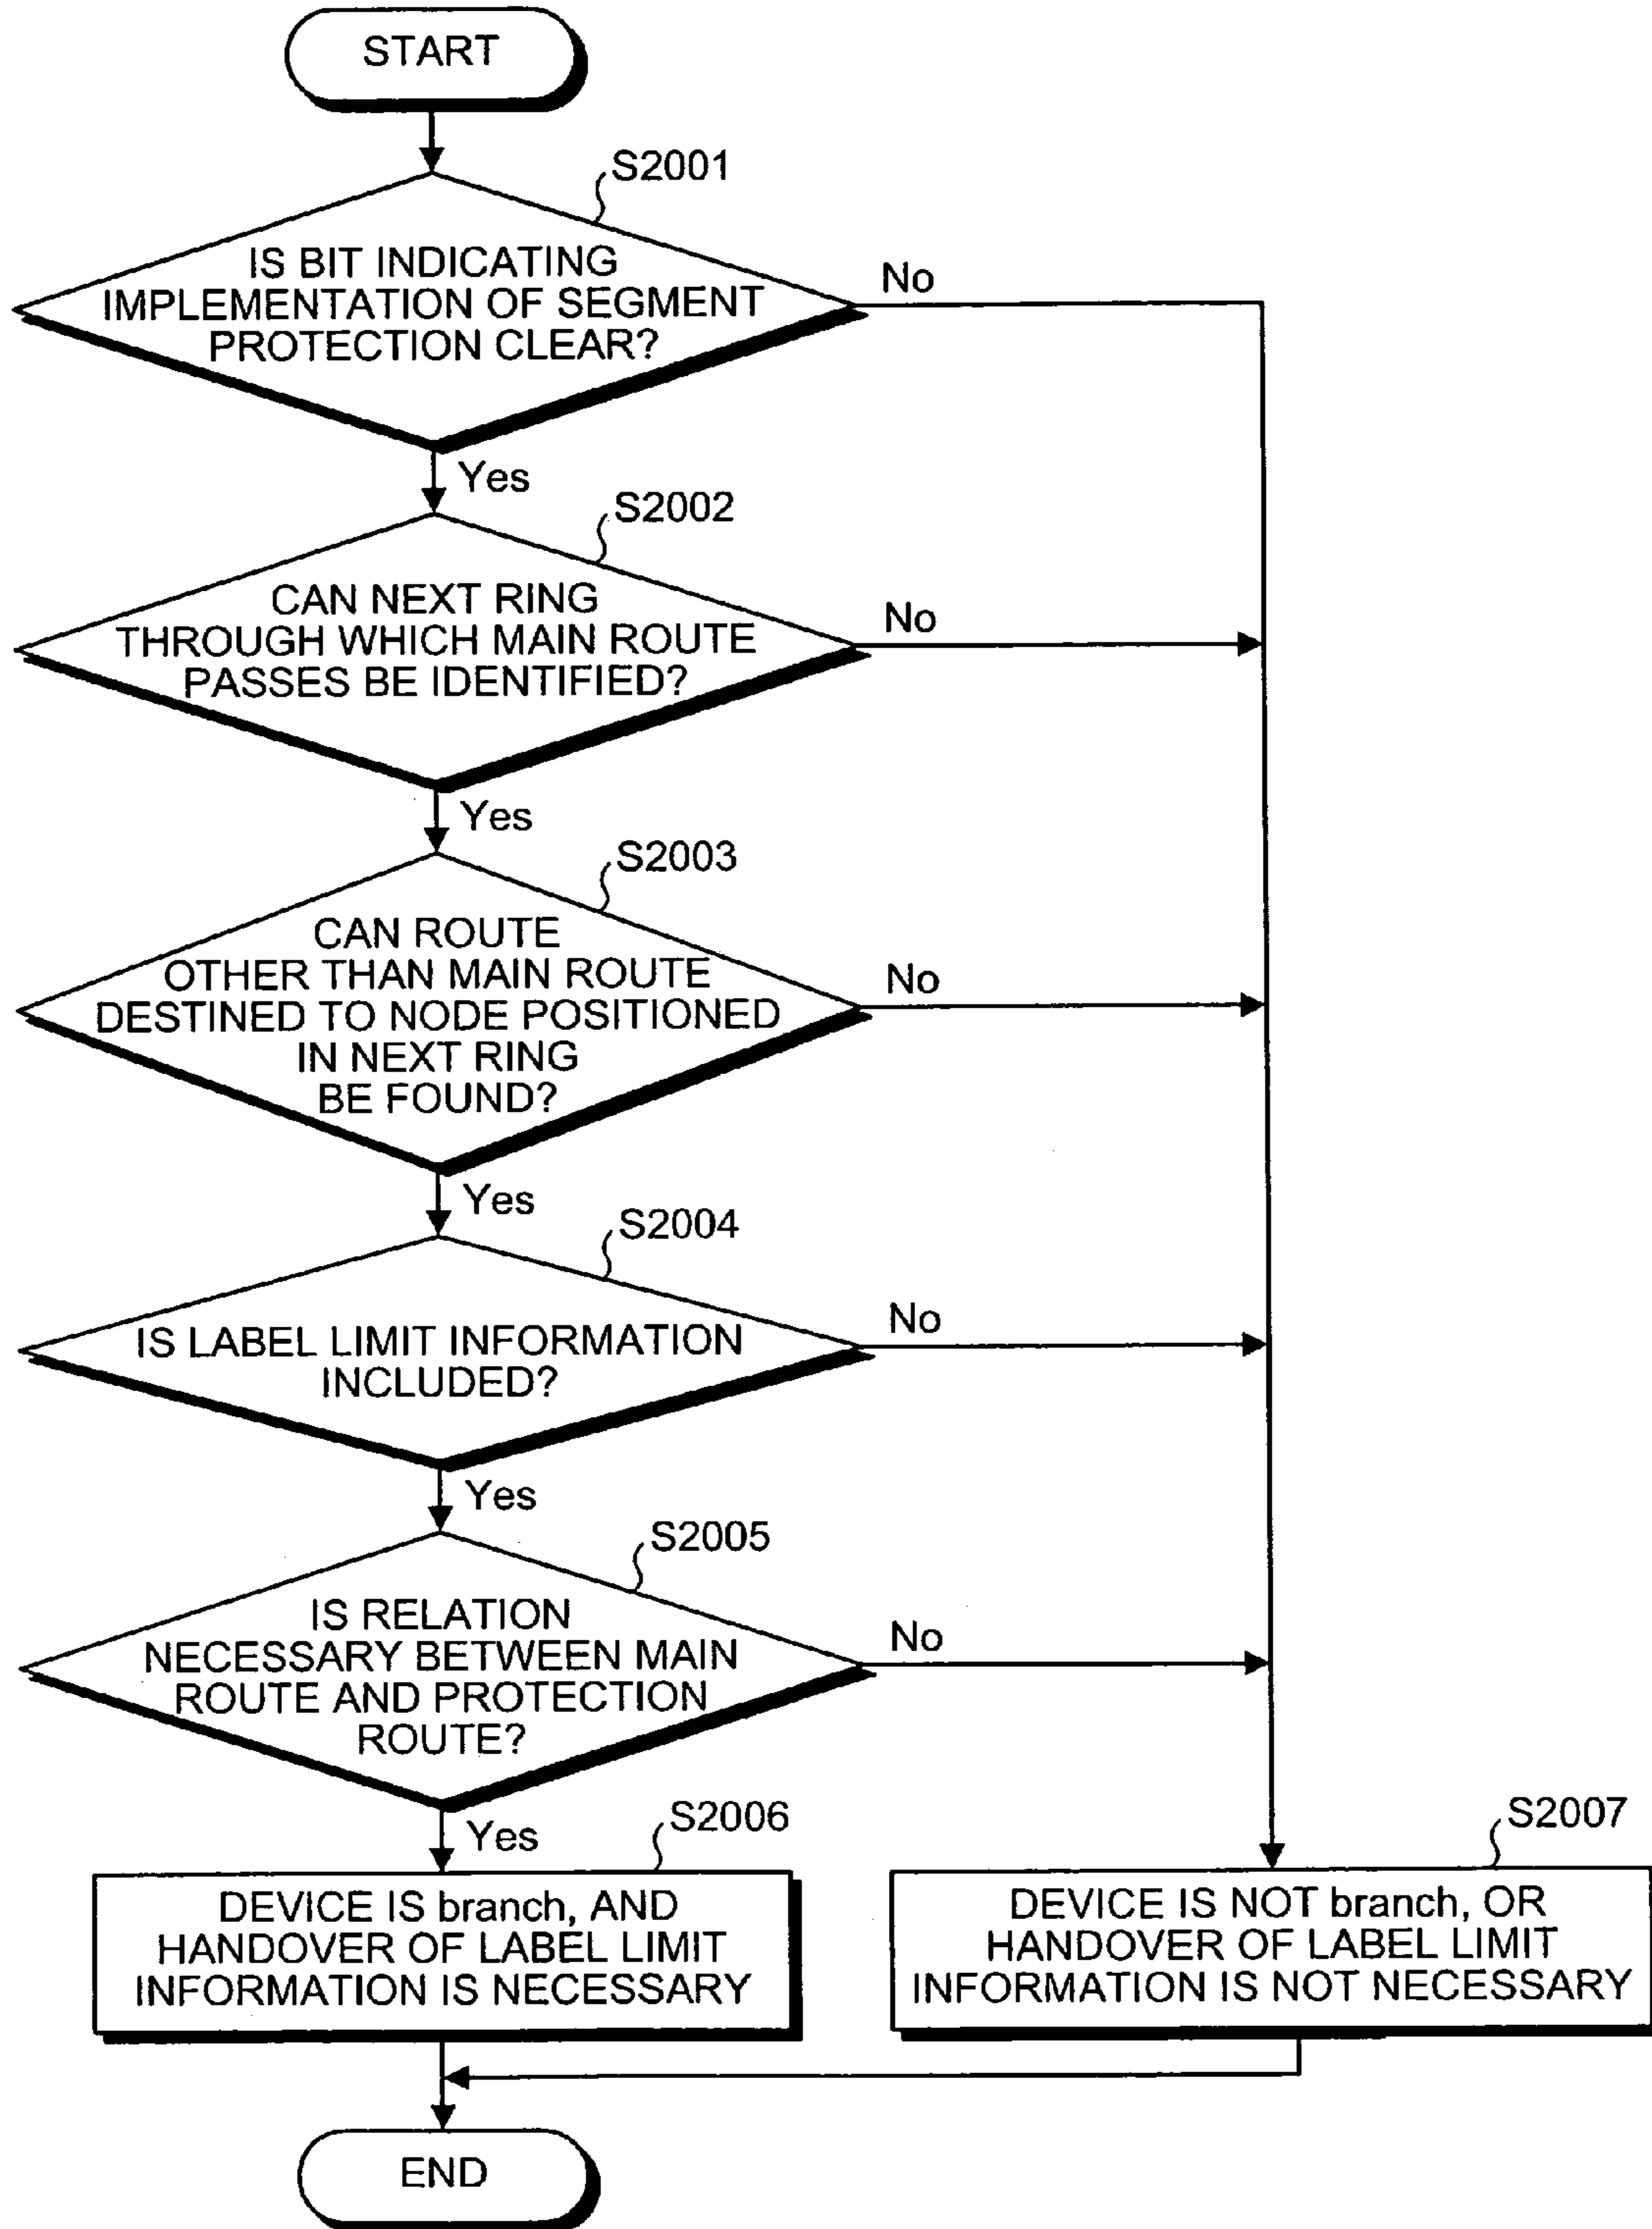 START
S2001
IS BIT INDICATING
IMPLEMENTATION OF SEGMENT
PROTECTION CLEAR?
No
Yes
S2002
CAN NEXT RING
THROUGH WHICH MAIN ROUTE
PASSES BE IDENTIFIED?
No
Yes
S2003
CAN ROUTE
OTHER THAN MAIN ROUTE
DESTINED TO NODE POSITIONED
IN NEXT RING
BE FOUND?
No
Yes
S2004
IS LABEL LIMIT INFORMATION
INCLUDED?
No
Yes
S2005
IS RELATION
NECESSARY BETWEEN MAIN
ROUTE AND PROTECTION
ROUTE?
No
Yes
S2006
DEVICE IS branch, AND
HANDOVER OF LABEL LIMIT
INFORMATION IS NECESSARY
S2007
DEVICE IS NOT branch, OR
HANDOVER OF LABEL LIMIT
INFORMATION IS NOT NECESSARY
END